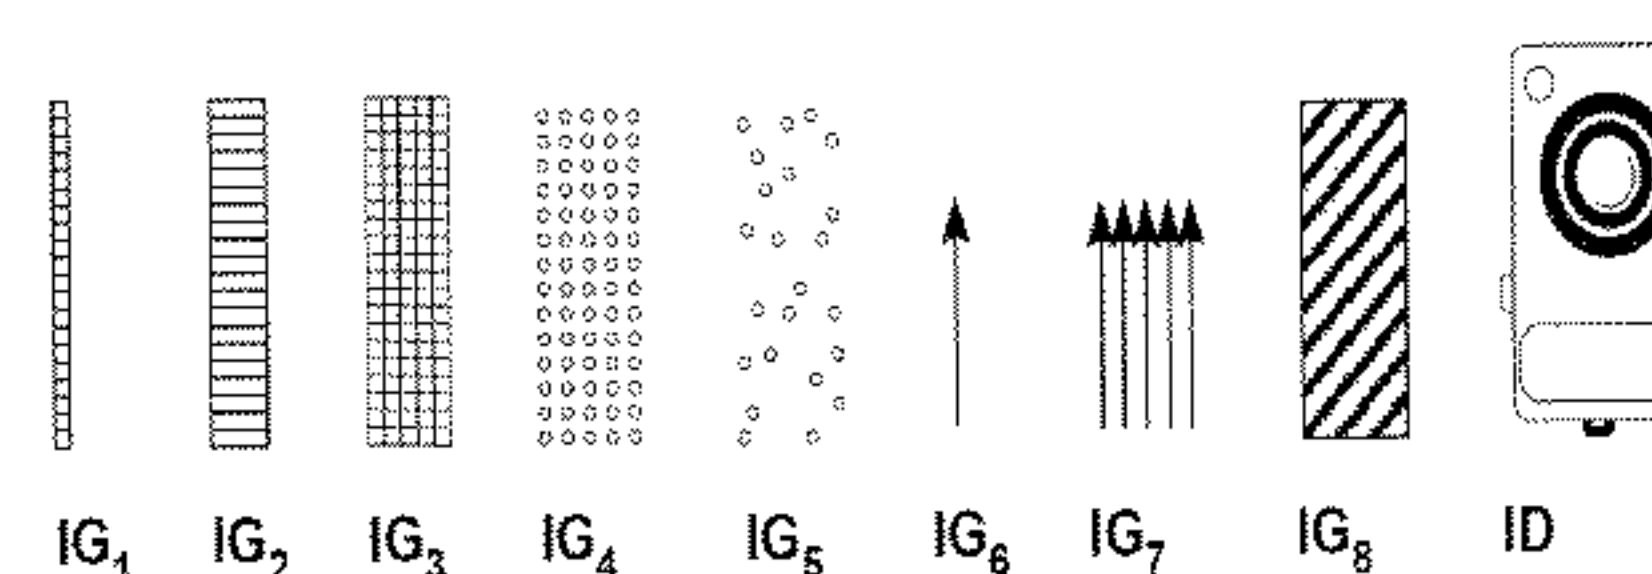 IG₁ IG₂ IG₃ IG₄ IG₅ IG₆ IG₇ IG₈ ID